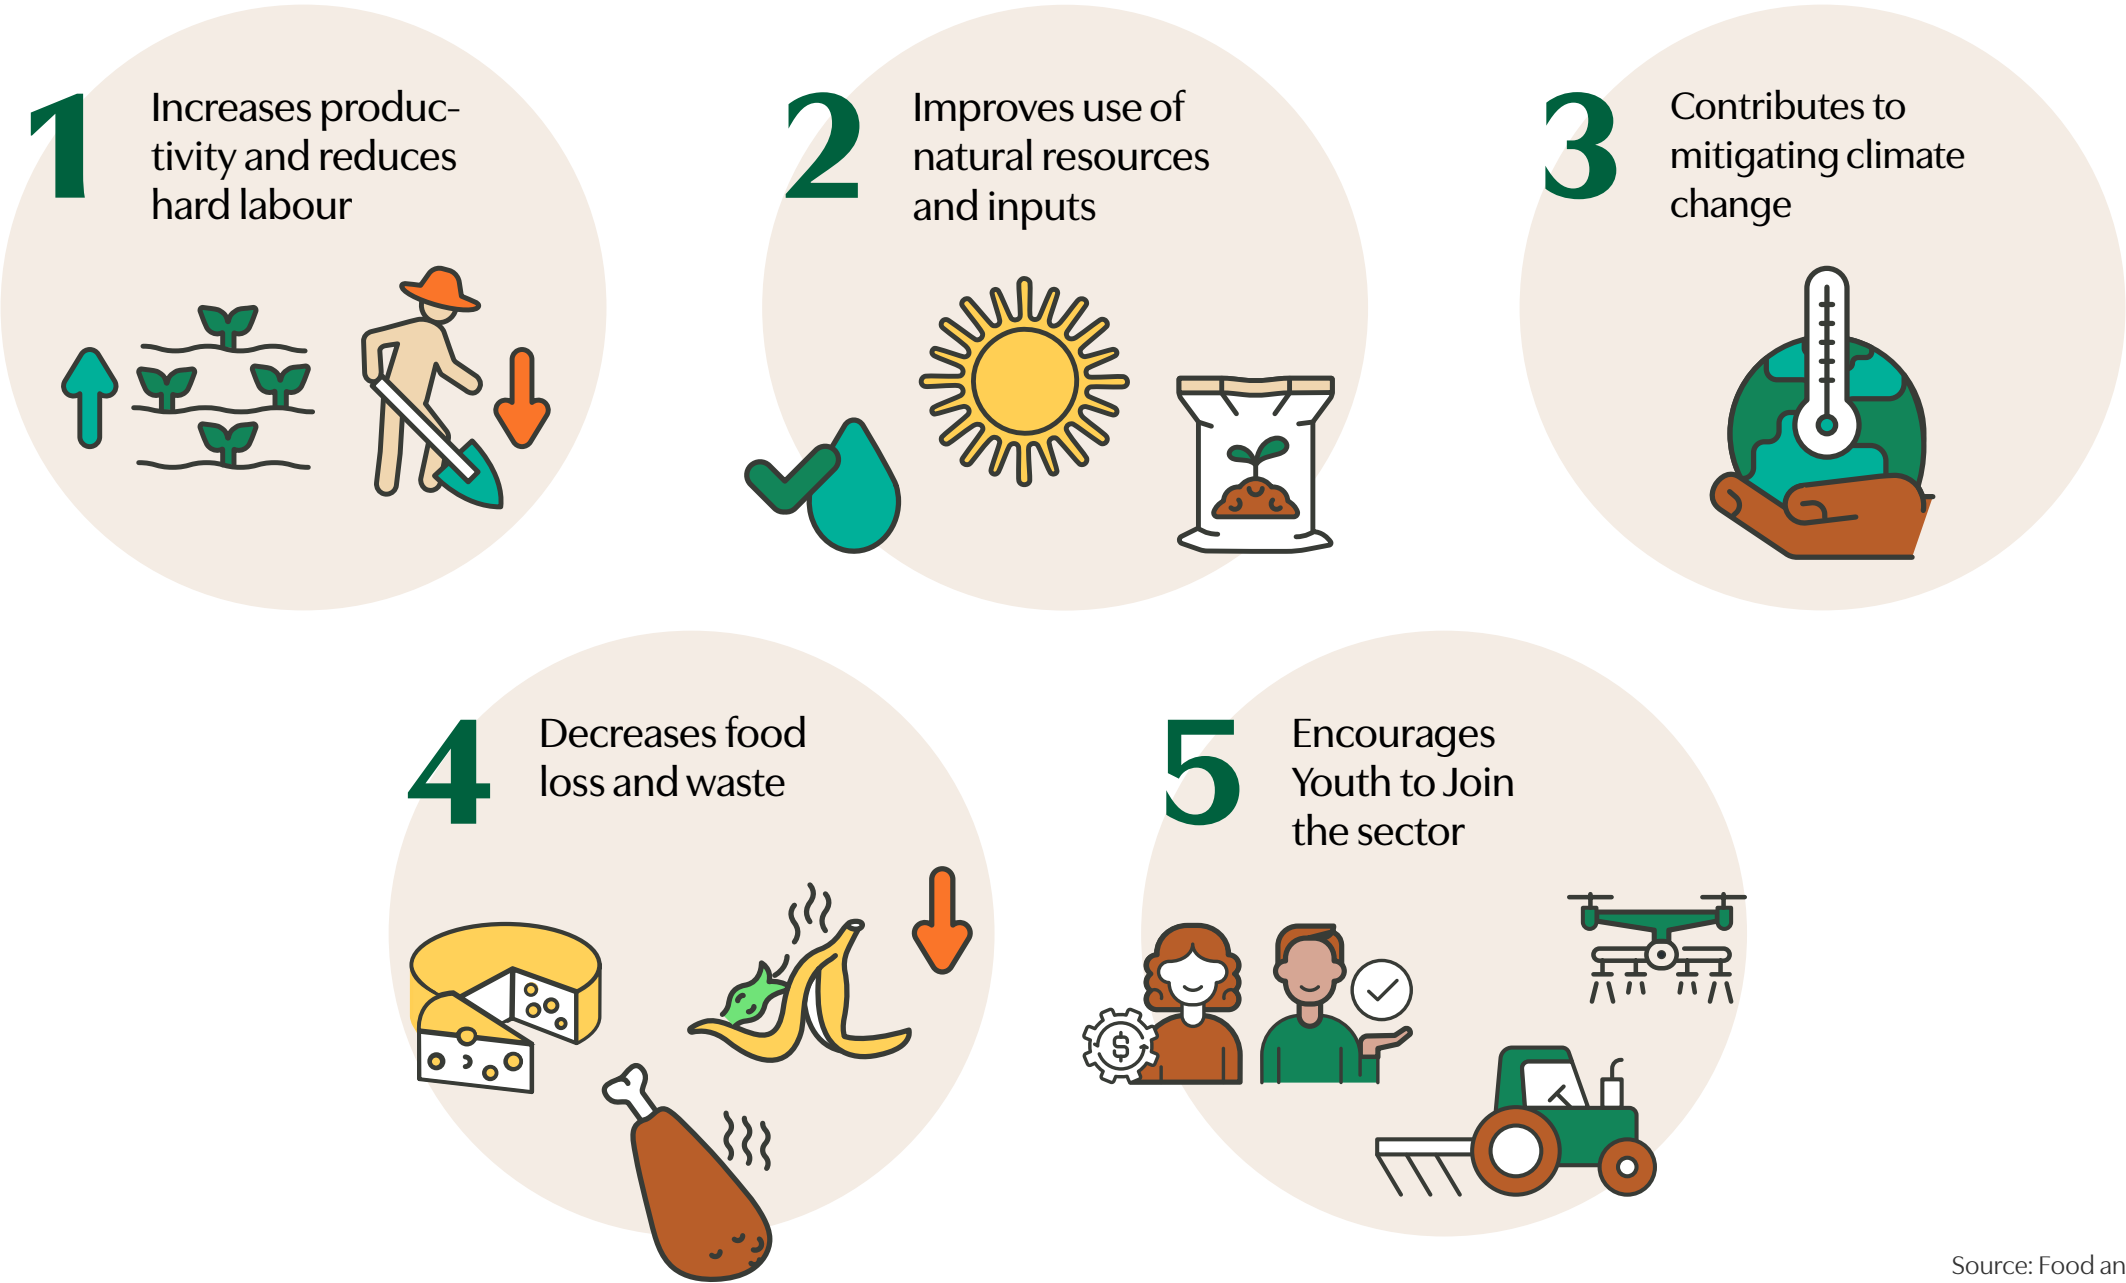 1
Increases produc-
tivity and reduces
hard labour
2
Improves use of
natural resources
and inputs
3
Contributes to
mitigating climate
change
4
Decreases food
loss and waste
5
Encourages
Youth to Join
the sector
$
Source: Food an